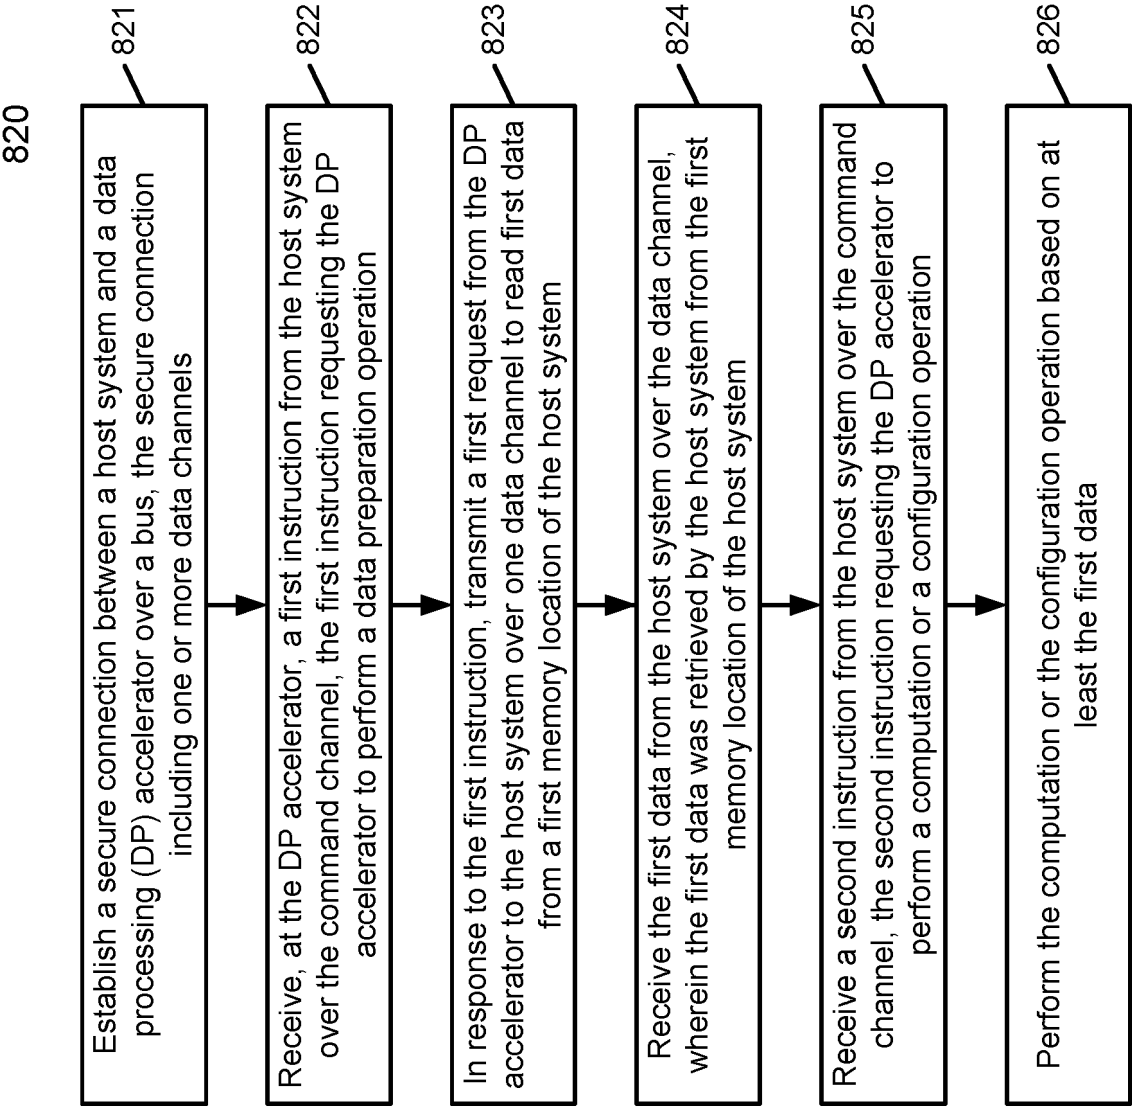 820
821
Establish a secure connection between a host system and a data
processing (DP) accelerator over a bus, the secure connection
including one or more data channels
822
Receive, at the DP accelerator, a first instruction from the host system
over the command channel, the first instruction requesting the DP
accelerator to perform a data preparation operation
823
In response to the first instruction, transmit a first request from the DP
accelerator to the host system over one data channel to read first data
from a first memory location of the host system
824
Receive the first data from the host system over the data channel,
wherein the first data was retrieved by the host system from the first
memory location of the host system
825
Receive a second instruction from the host system over the command
channel, the second instruction requesting the DP accelerator to
perform a computation or a configuration operation
826
Perform the computation or the configuration operation based on at
least the first data